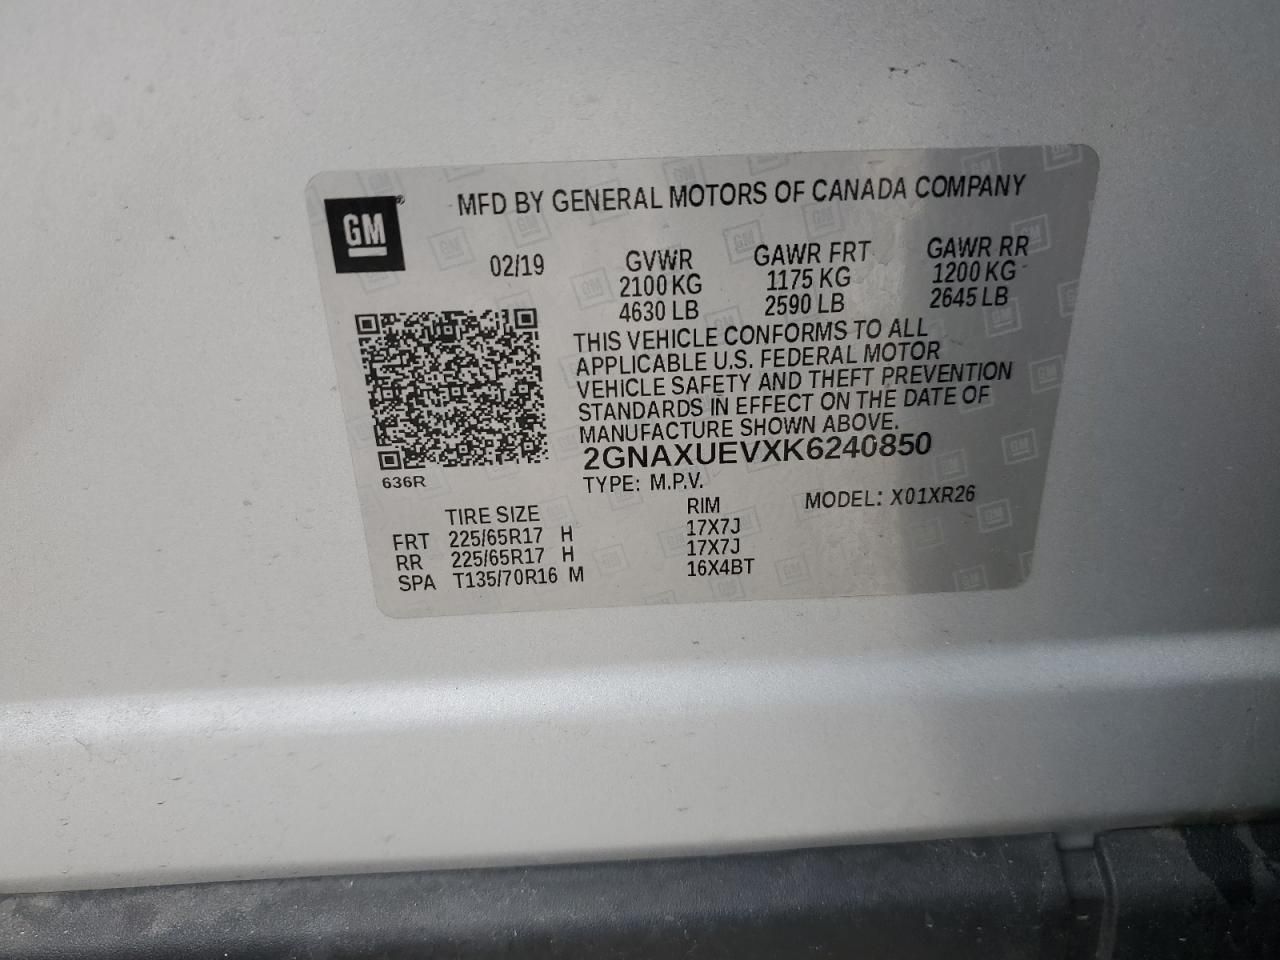 GM
MFD BY GENERAL MOTORS OF CANADA COMPANY
02/19 GVWR GAWR FRT GAWR RR
2100 KG 1175 KG 1200 KG
4630 LB 2590 LB 2645 LB
THIS VEHICLE CONFORMS TO ALL
APPLICABLE U.S. FEDERAL MOTOR
VEHICLE SAFETY AND THEFT PREVENTION
STANDARDS IN EFFECT ON THE DATE OF
MANUFACTURE SHOWN ABOVE.
2GNAXUEVXK6240850
636R
TYPE: M.P.V. MODEL: X01XR26
TIRE SIZE RIM
FRT 225/65R17 H 17X7J
RR 225/65R17 H 17X7J
SPA T135/70R16 M 16X4BT